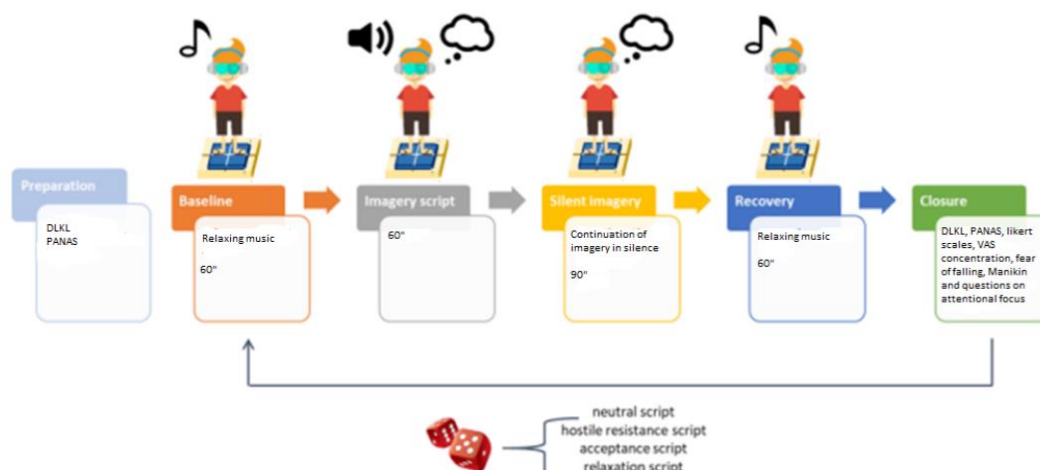 Preparation
DLKL
PANAS
Baseline
Relaxing music
60"
Imagery script
60"
Silent imagery
Continuation of
imagery in silence
90"
Recovery
Relaxing music
60"
Closure
DLKL, PANAS, likert
scales, VAS
concentration, fear
of falling, Manikin
and questions on
attentional focus
neutral script
hostile resistance script
acceptance script
relaxation script